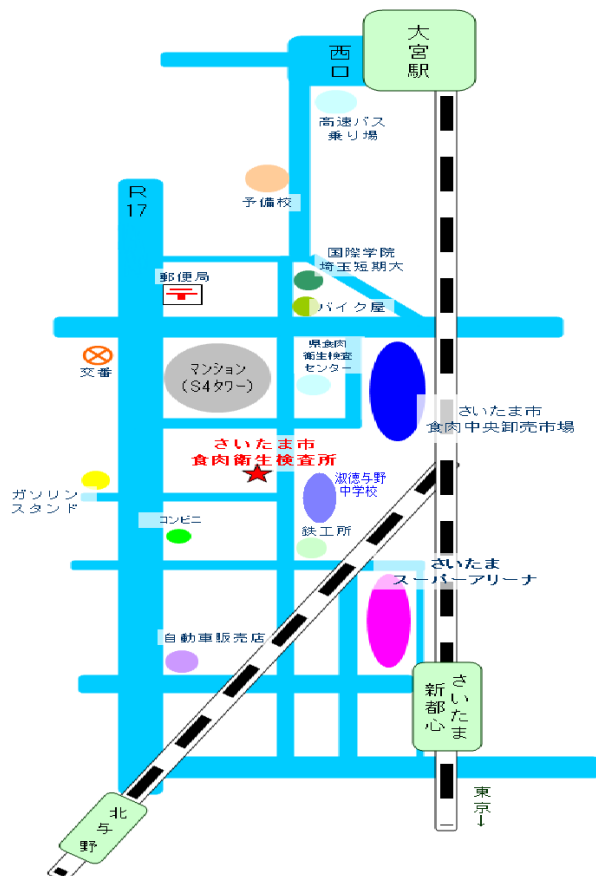 大宮駅
西口
高速バス
乗り場
予備校
R
17
国際学院
埼玉短期大
郵便局
バイク屋
県食肉
衛生検査
センター
交番
マンション
(S4タワー)
さいたま市
食肉中央卸売市場
さいたま市
食肉衛生検査所
淑徳与野
中学校
ガソリン
スタンド
コンビニ
鉄工所
さいたま
スーパーアリーナ
自動車販売店
さいたま
新都心
東京↓
北与野